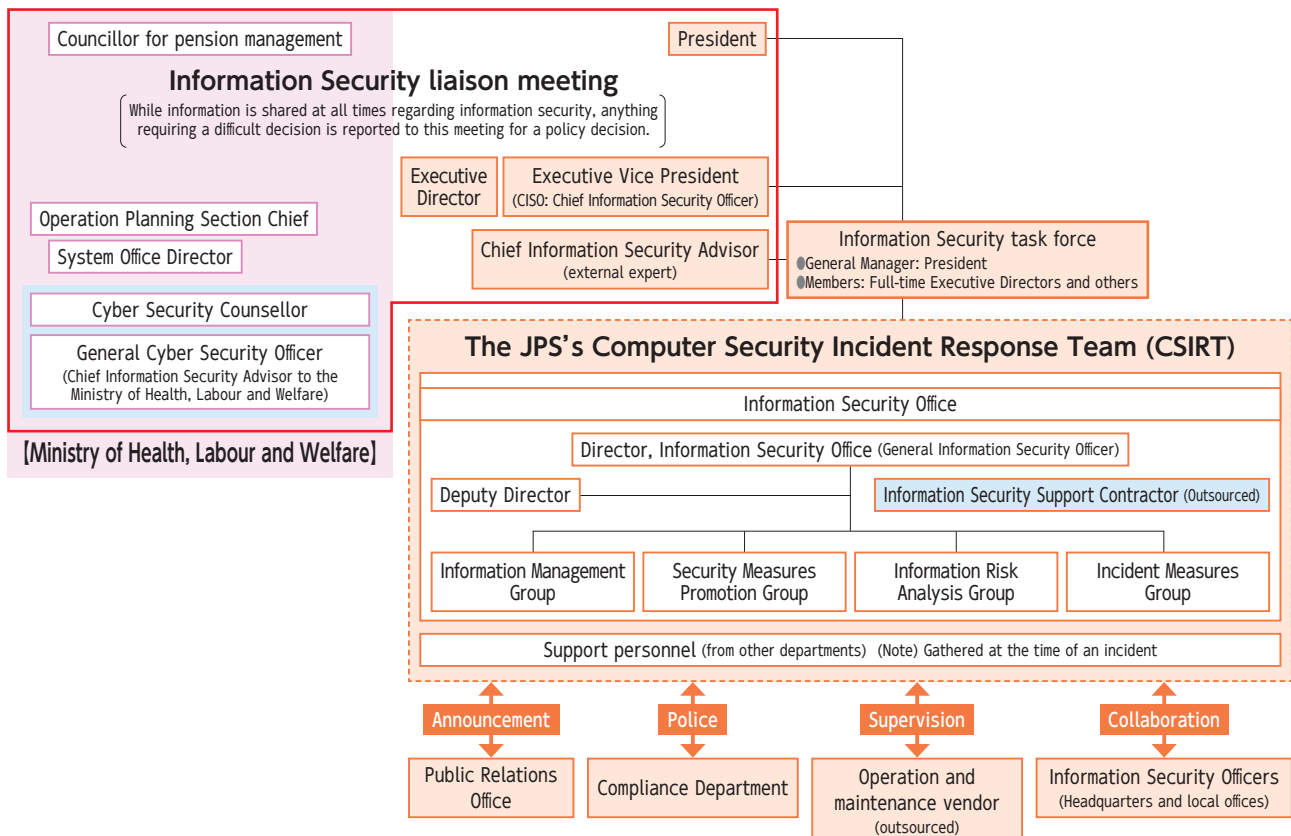 Councillor for pension management
President
Information Security liaison meeting
While information is shared at all times regarding information security, anything
requiring a difficult decision is reported to this meeting for a policy decision.
Executive
Director
Executive Vice President
(CISO: Chief Information Security Officer)
Operation Planning Section Chief
System Office Director
Chief Information Security Advisor
(external expert)
Information Security task force
●General Manager: President
●Members: Full-time Executive Directors and others
Cyber Security Counsellor
General Cyber Security Officer
(Chief Information Security Advisor to the
Ministry of Health, Labour and Welfare)
【Ministry of Health, Labour and Welfare】
The JPS's Computer Security Incident Response Team (CSIRT)
Information Security Office
Director, Information Security Office (General Information Security Officer)
Deputy Director
Information Security Support Contractor (Outsourced)
Information Management
Group
Security Measures
Promotion Group
Information Risk
Analysis Group
Incident Measures
Group
Support personnel (from other departments) (Note) Gathered at the time of an incident
Announcement
Police
Supervision
Collaboration
Public Relations
Office
Compliance Department
Operation and
maintenance vendor
(outsourced)
Information Security Officers
(Headquarters and local offices)